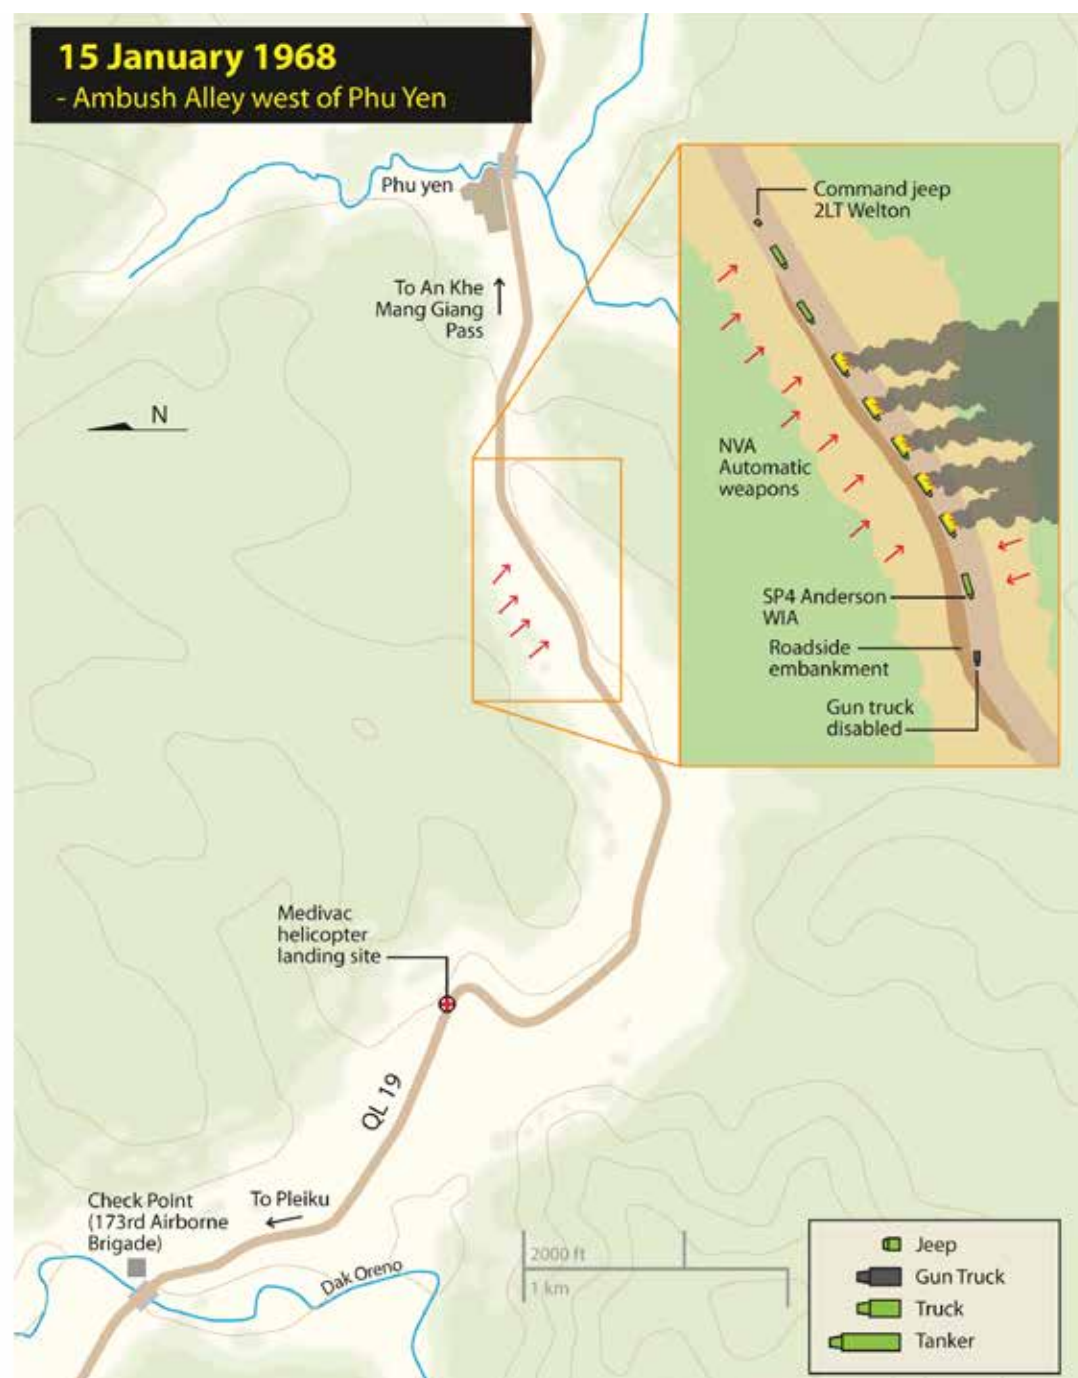 15 January 1968
- Ambush Alley west of Phu Yen
Phu yen
To An Khe
Mang Giang
Pass
N
Command jeep
2LT Welton
NVA
Automatic
weapons
SP4 Anderson
WIA
Roadside
embankment
Gun truck
disabled
Medivac
helicopter
landing site
QL 19
Check Point
(173rd Airborne
Brigade)
To Pleiku
Dak Oreno
2000 ft
1 km
Jeep
Gun Truck
Truck
Tanker